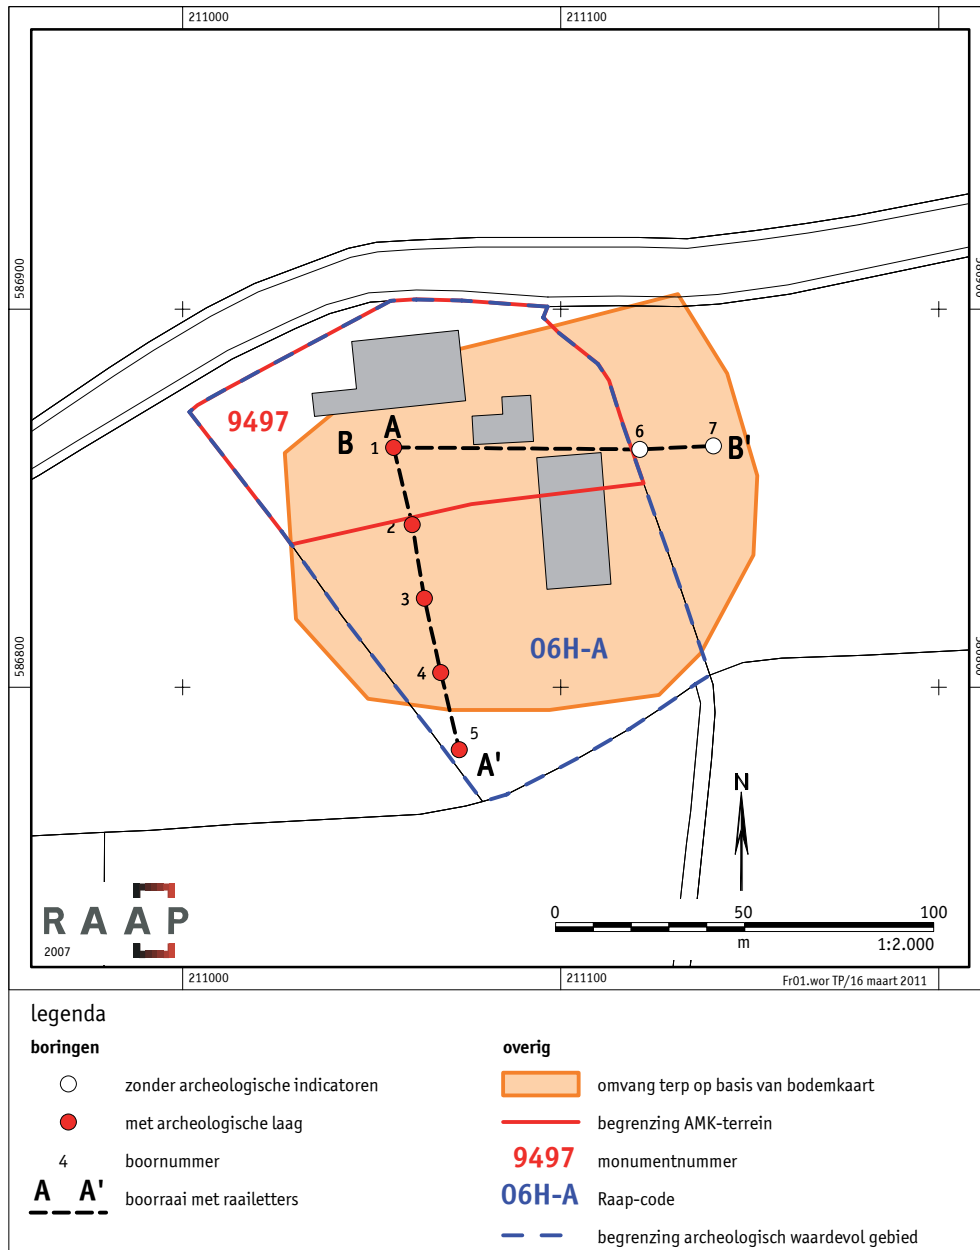 211000
211100
586900
586900
9497
A
B
1
6
7
B'
2
3
06H-A
4
5
A'
586800
586800
N
RAAP
2007
0
50
100
m
1:2.000
211000
211100
Fr01.wor TP/16 maart 2011
legenda
boringen
zonder archeologische indicatoren
met archeologische laag
4 boornummer
A A' boorraai met raailetters
overig
omvang terp op basis van bodemkaart
begrenzing AMK-terrein
9497 monumentnummer
06H-A Raap-code
begrenzing archeologisch waardevol gebied